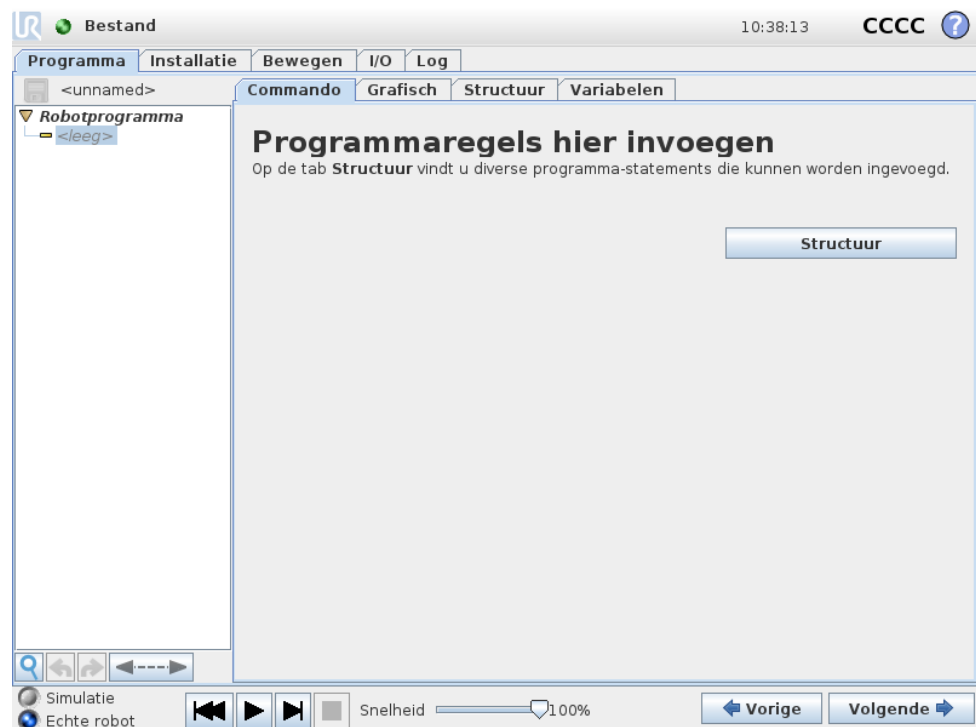 Bestand
10:38:13
CCCC
?
Programma Installatie Bewegen I/O Log
<unnamed>
Commando Grafisch Structuur Variabelen
Robotprogramma
<leeg>
Programmaregels hier invoegen
Op de tab Structuur vindt u diverse programma-statements die kunnen worden ingevoegd.
Structuur
Simulatie
Echte robot
Snelheid 100%
Vorige
Volgende